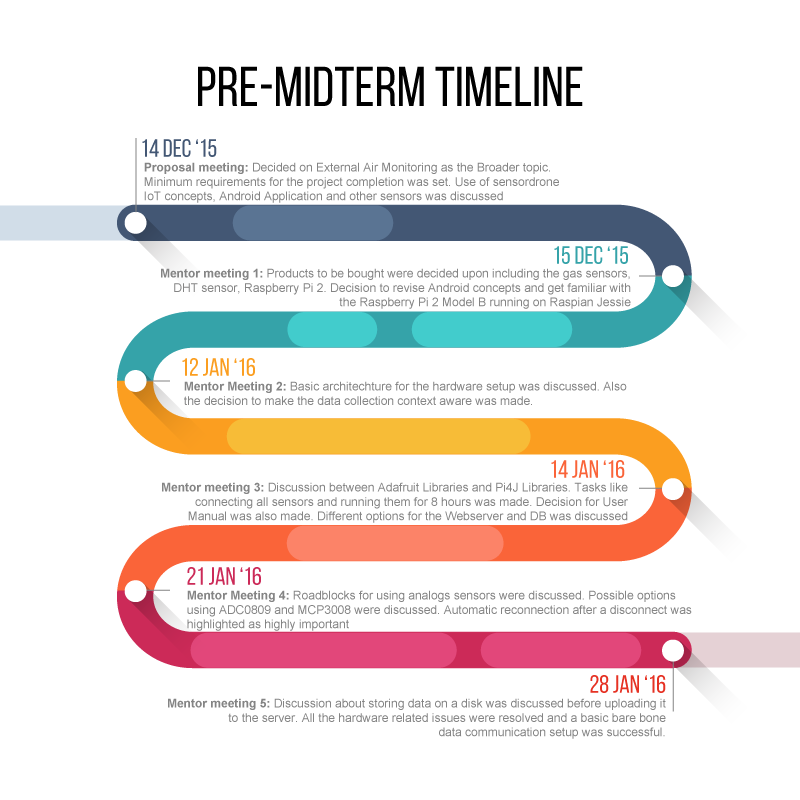 PRE-MIDTERM TIMELINE
14 DEC ‘15
Proposal meeting: Decided on External Air Monitoring as the Broader topic.
Minimum requirements for the project completion was set. Use of sensordrone
IoT concepts, Android Application and other sensors was discussed
15 DEC ‘15
Mentor meeting 1: Products to be bought were decided upon including the gas sensors,
DHT sensor, Raspberry Pi 2. Decision to revise Android concepts and get familiar with
the Raspberry Pi 2 Model B running on Raspian Jessie
12 JAN ‘16
Mentor Meeting 2: Basic architechture for the hardware setup was discussed. Also
the decision to make the data collection context aware was made.
14 JAN ‘16
Mentor meeting 3: Discussion between Adafruit Libraries and Pi4J Libraries. Tasks like
connecting all sensors and running them for 8 hours was made. Decision for User
Manual was also made. Different options for the Webserver and DB was discussed
21 JAN ‘16
Mentor Meeting 4: Roadblocks for using analogs sensors were discussed. Possible options
using ADC0809 and MCP3008 were discussed. Automatic reconnection after a disconnect was
highlighted as highly important
28 JAN ‘16
Mentor meeting 5: Discussion about storing data on a disk was discussed before uploading it
to the server. All the hardware related issues were resolved and a basic bare bone
data communication setup was successful.